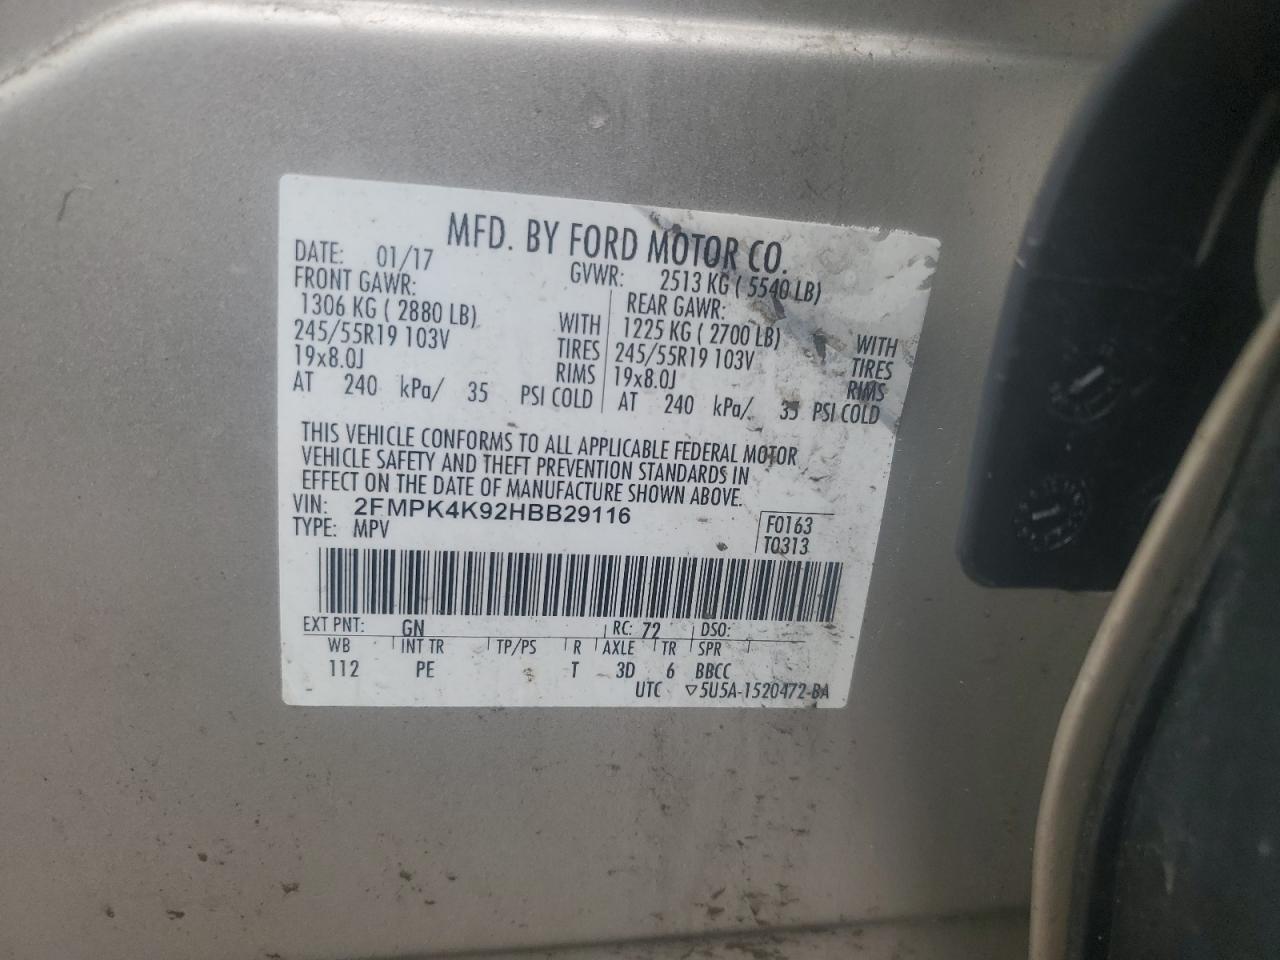 MFD. BY FORD MOTOR CO.
DATE: 01/17 GVWR: 2513 KG ( 5540 LB)
FRONT GAWR: REAR GAWR:
1306 KG ( 2880 LB) WITH 1225 KG ( 2700 LB) WITH
245/55R19 103V TIRES 245/55R19 103V TIRES
19x8.0J RIMS 19x8.0J RIMS
AT 240 kPa/ 35 PSI COLD AT 240 kPa/ 35 PSI COLD
THIS VEHICLE CONFORMS TO ALL APPLICABLE FEDERAL MOTOR
VEHICLE SAFETY AND THEFT PREVENTION STANDARDS IN
EFFECT ON THE DATE OF MANUFACTURE SHOWN ABOVE.
VIN: 2FMPK4K92HBB29116 F0163
TYPE: MPV T0313
EXT PNT: GN RC: 72 DSO:
WB INT TR TP/PS R AXLE TR SPR
112 PE T 3D 6 BBCC
UTC ▽5U5A-1520472-BA